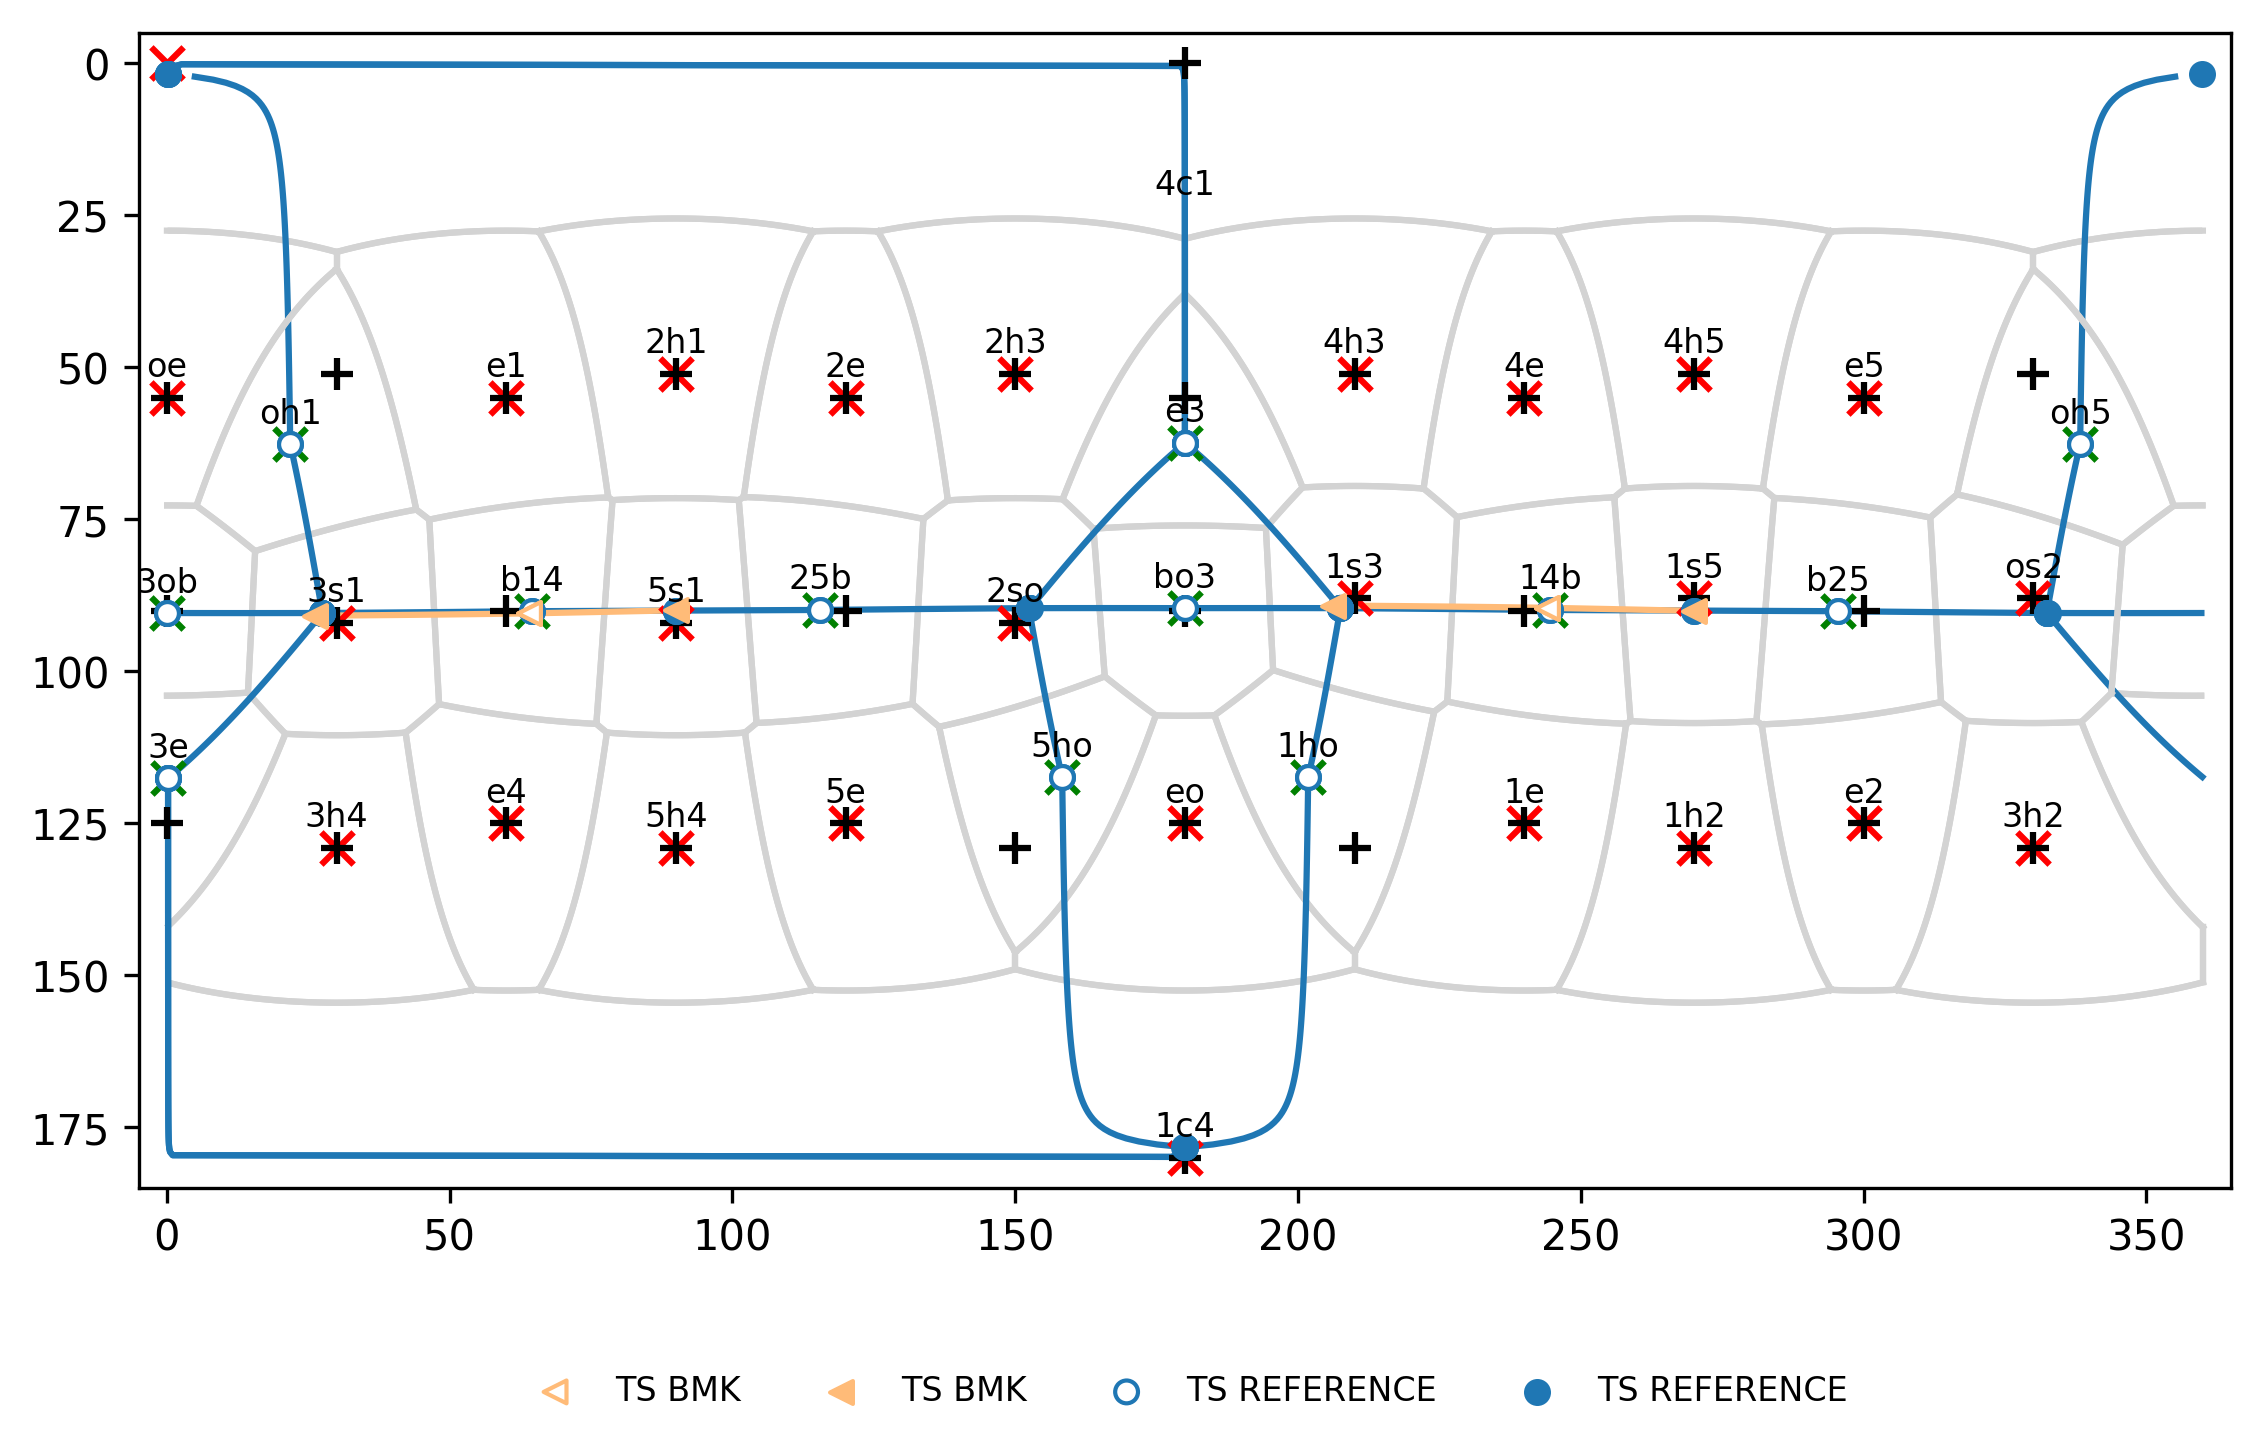 0
25
50
75
100
125
150
175
4c1
2h1 2h3 4h3 4h5
oe e1 2e 4e e5
oh1 e3 oh5
3ob 3s1 b14 5s1 25b 2so bo3 1s3 14b 1s5 b25 os2
3e 5ho 1ho
3h4 e4 5h4 5e eo 1e 1h2 e2 3h2
1c4
0 50 100 150 200 250 300 350
TS BMK TS BMK TS REFERENCE TS REFERENCE